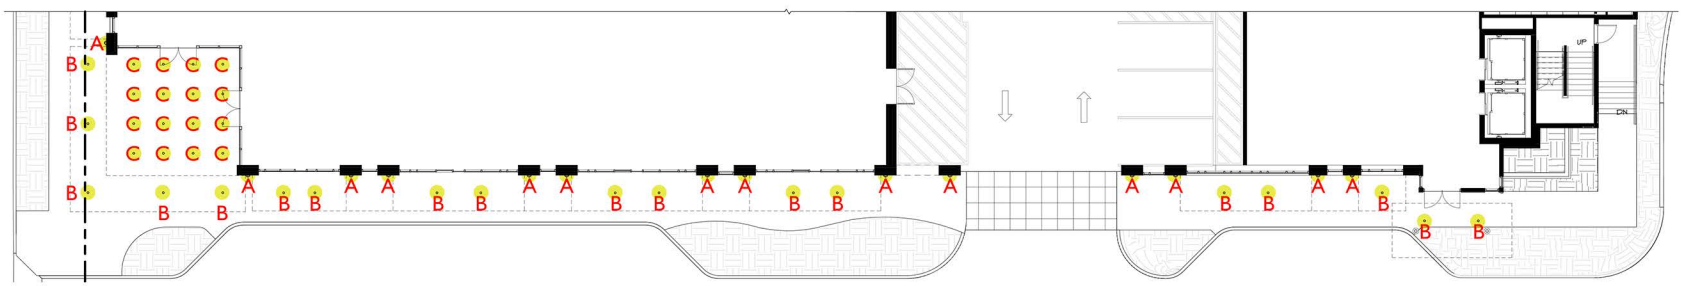 A UP
B C C C C
C C C C
DN
B C C C C
C C C C
A A A A A A A A A A A A A
B
B B B B B B B B B B B
B B
B B